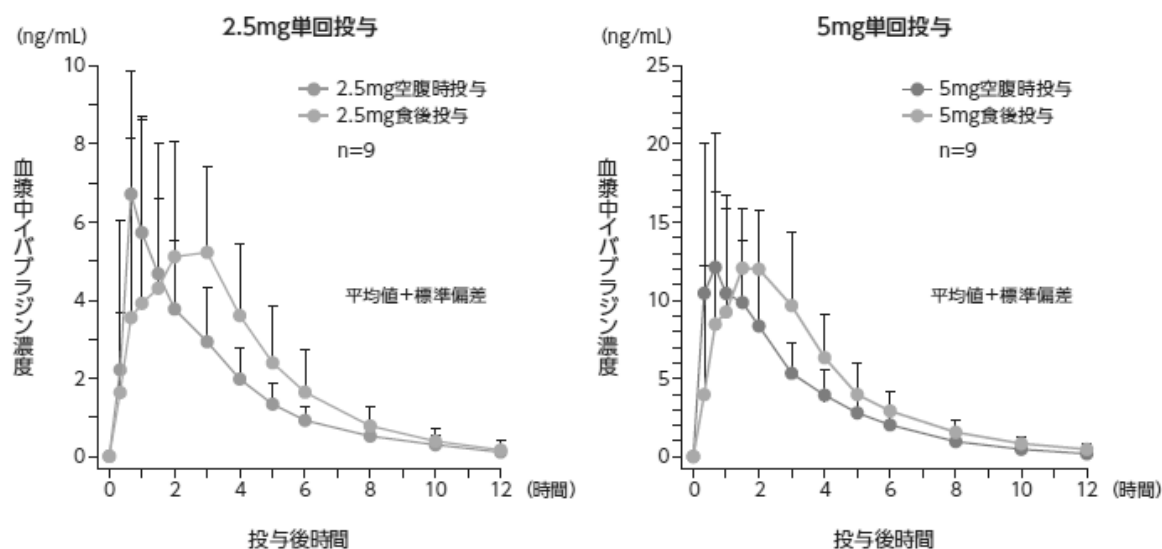 2.5mg単回投与
(ng/mL)
10
8
6
4
2
0
血漿中イバブラジン濃度
2.5mg空腹時投与
2.5mg食後投与
n=9
平均値+標準偏差
0 2 4 6 8 10 12 (時間)
投与後時間
5mg単回投与
(ng/mL)
25
20
15
10
5
0
血漿中イバブラジン濃度
5mg空腹時投与
5mg食後投与
n=9
平均値+標準偏差
0 2 4 6 8 10 12 (時間)
投与後時間